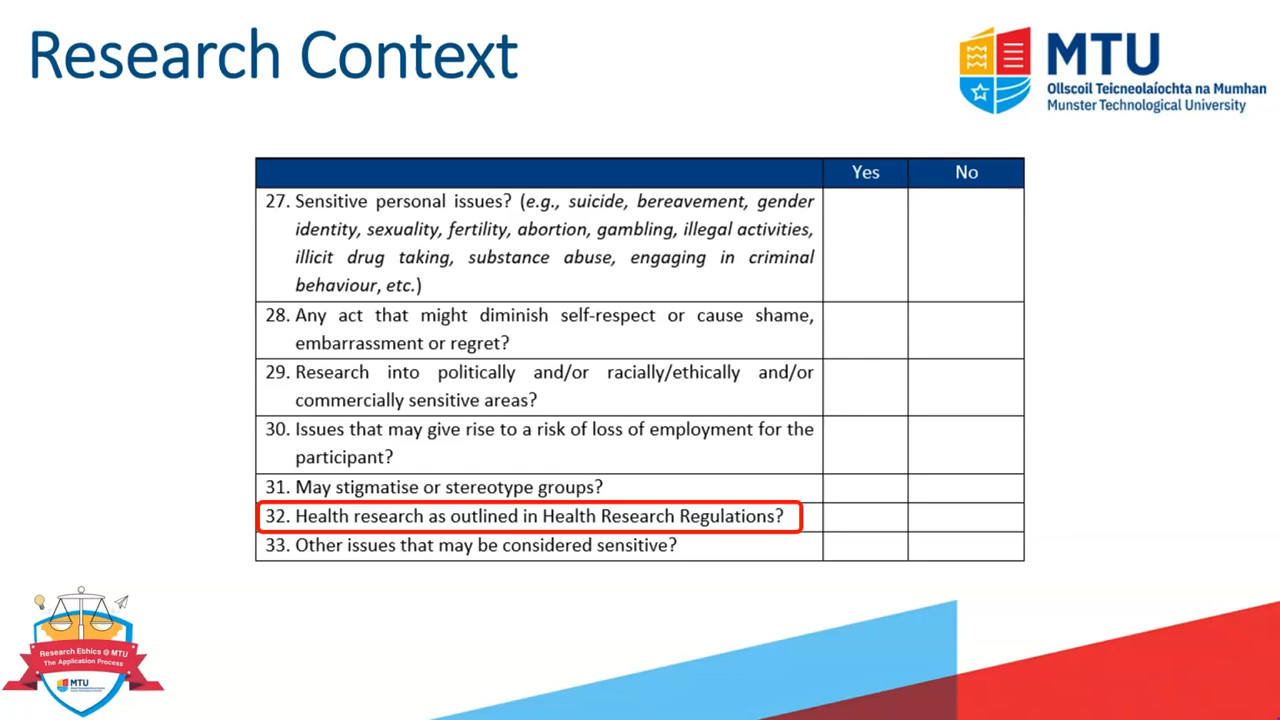 Research Context
MTU
Ollscoil Teicneolaíochta na Mumhan
Munster Technological University
Yes No
27. Sensitive personal issues? (e.g., suicide, bereavement, gender
identity, sexuality, fertility, abortion, gambling, illegal activities,
illicit drug taking, substance abuse, engaging in criminal
behaviour, etc.)
28. Any act that might diminish self-respect or cause shame,
embarrassment or regret?
29. Research into politically and/or racially/ethically and/or
commercially sensitive areas?
30. Issues that may give rise to a risk of loss of employment for the
participant?
31. May stigmatise or stereotype groups?
32. Health research as outlined in Health Research Regulations?
33. Other issues that may be considered sensitive?
Research Ethics @ MTU
The Application Process
MTU